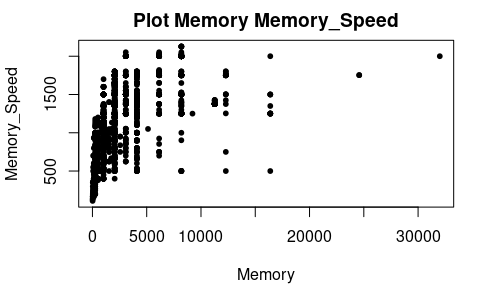 Plot Memory Memory_Speed
Memory_Speed
1500
500
0 5000 10000 20000 30000
Memory